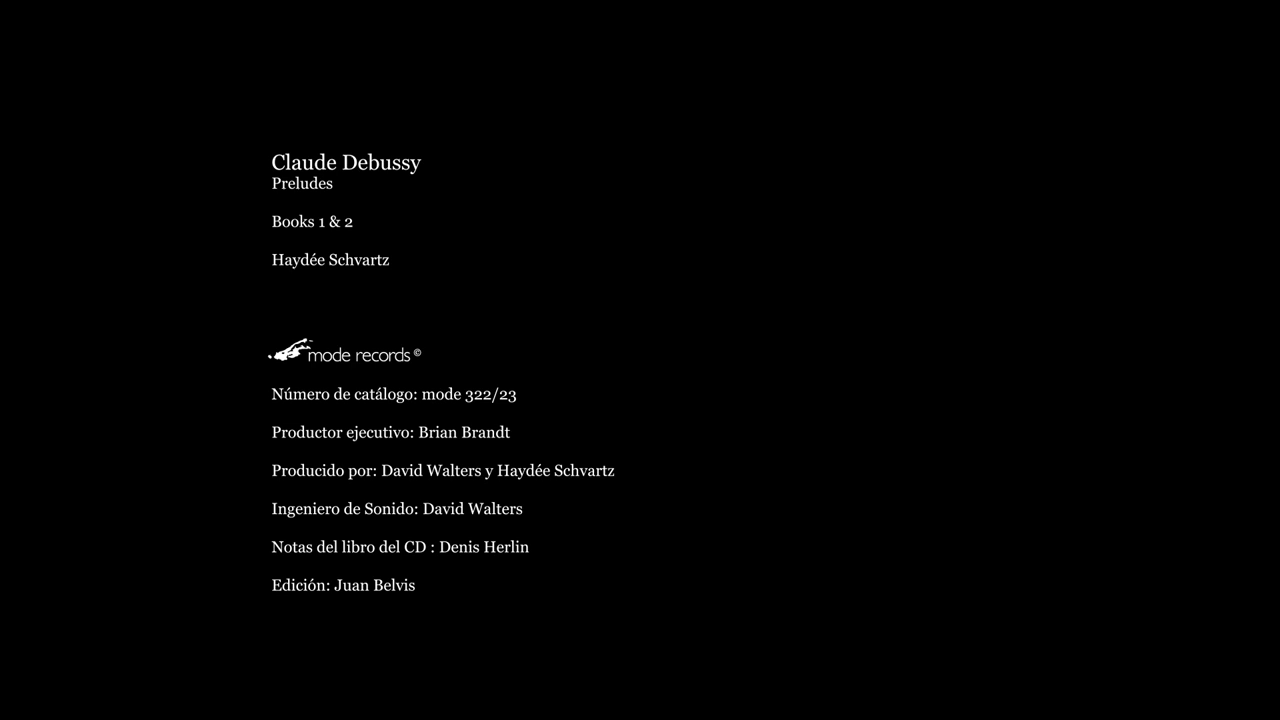 Claude Debussy
Preludes
Books 1 & 2
Haydée Schvartz
mode records ©
Número de catálogo: mode 322/23
Productor ejecutivo: Brian Brandt
Producido por: David Walters y Haydée Schvartz
Ingeniero de Sonido: David Walters
Notas del libro del CD : Denis Herlin
Edición: Juan Belvis